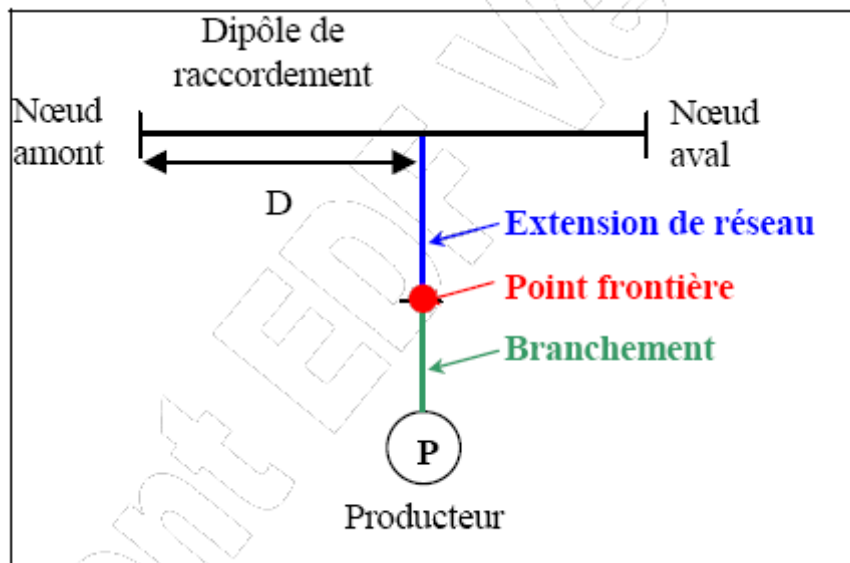 Dipôle de
raccordement
Nœud
amont
Nœud
aval
D
Extension de réseau
Point frontière
Branchement
P
Producteur